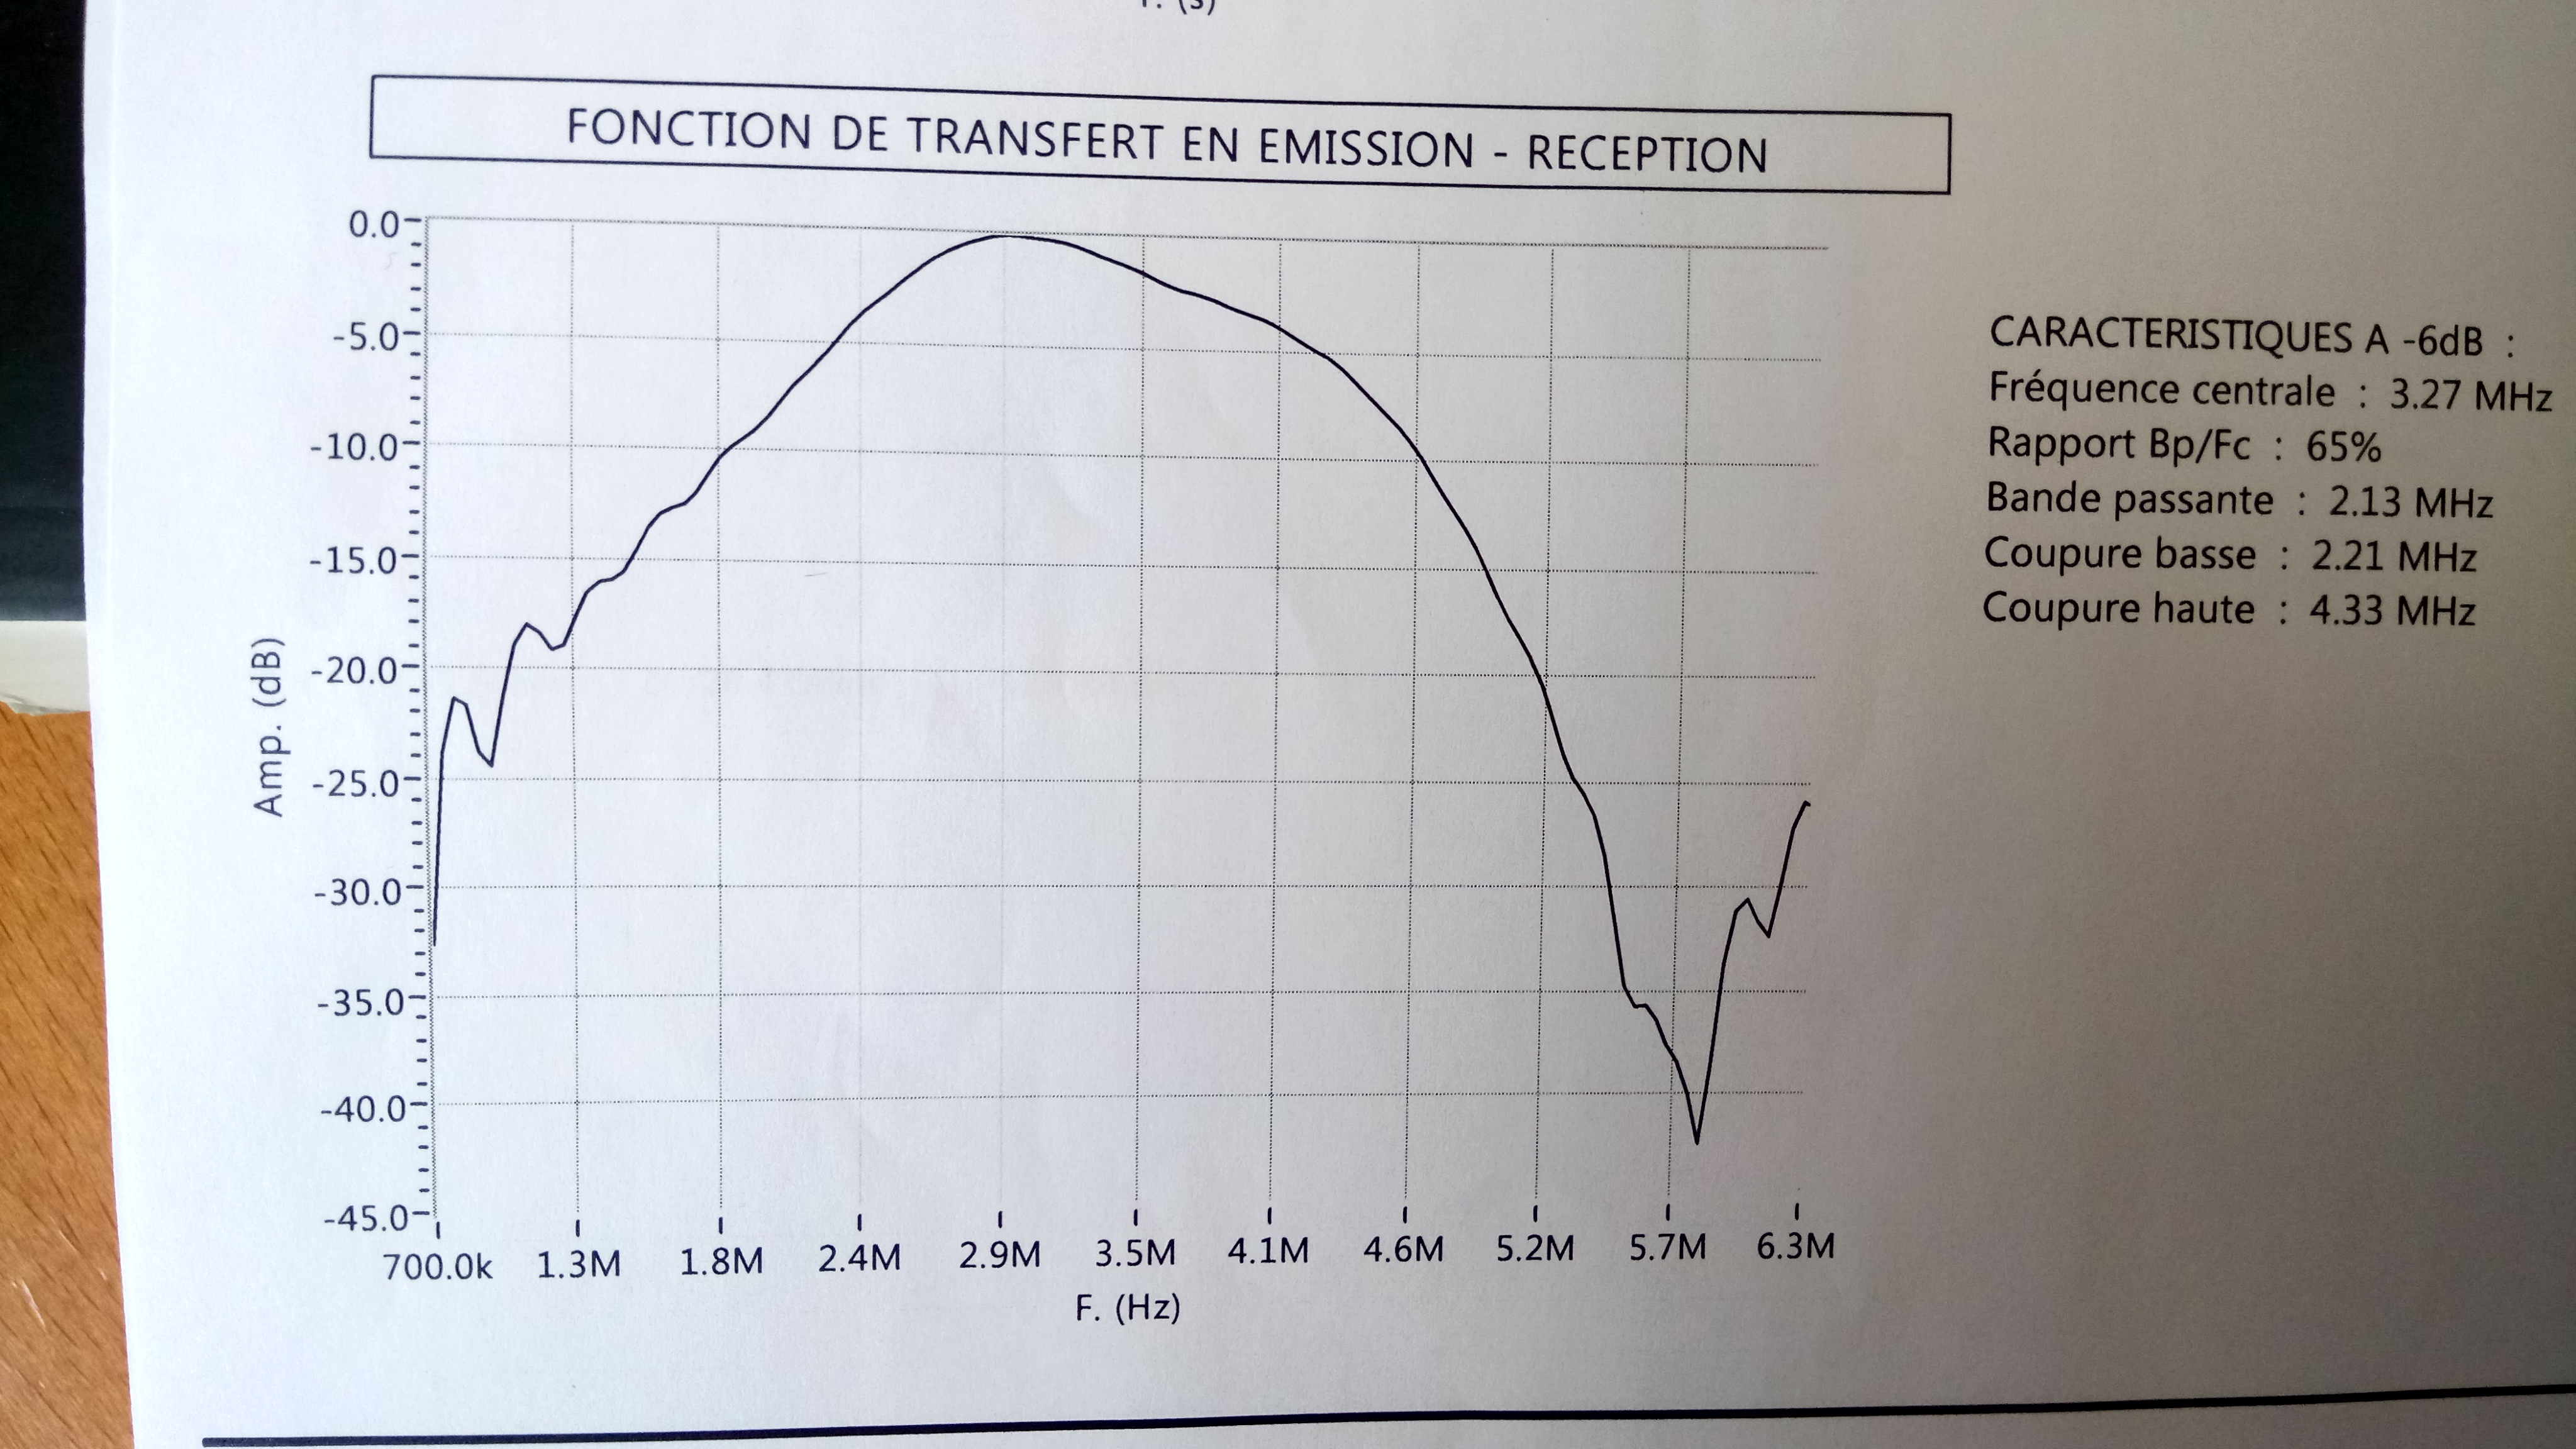 FONCTION DE TRANSFERT EN EMISSION - RECEPTION
0.0
-5.0
-10.0
-15.0
-20.0
-25.0
-30.0
-35.0
-40.0
-45.0
Amp. (dB)
700.0k 1.3M 1.8M 2.4M 2.9M 3.5M 4.1M 4.6M 5.2M 5.7M 6.3M
F. (Hz)
CARACTERISTIQUES A -6dB :
Fréquence centrale : 3.27 MHz
Rapport Bp/Fc : 65%
Bande passante : 2.13 MHz
Coupure basse : 2.21 MHz
Coupure haute : 4.33 MHz